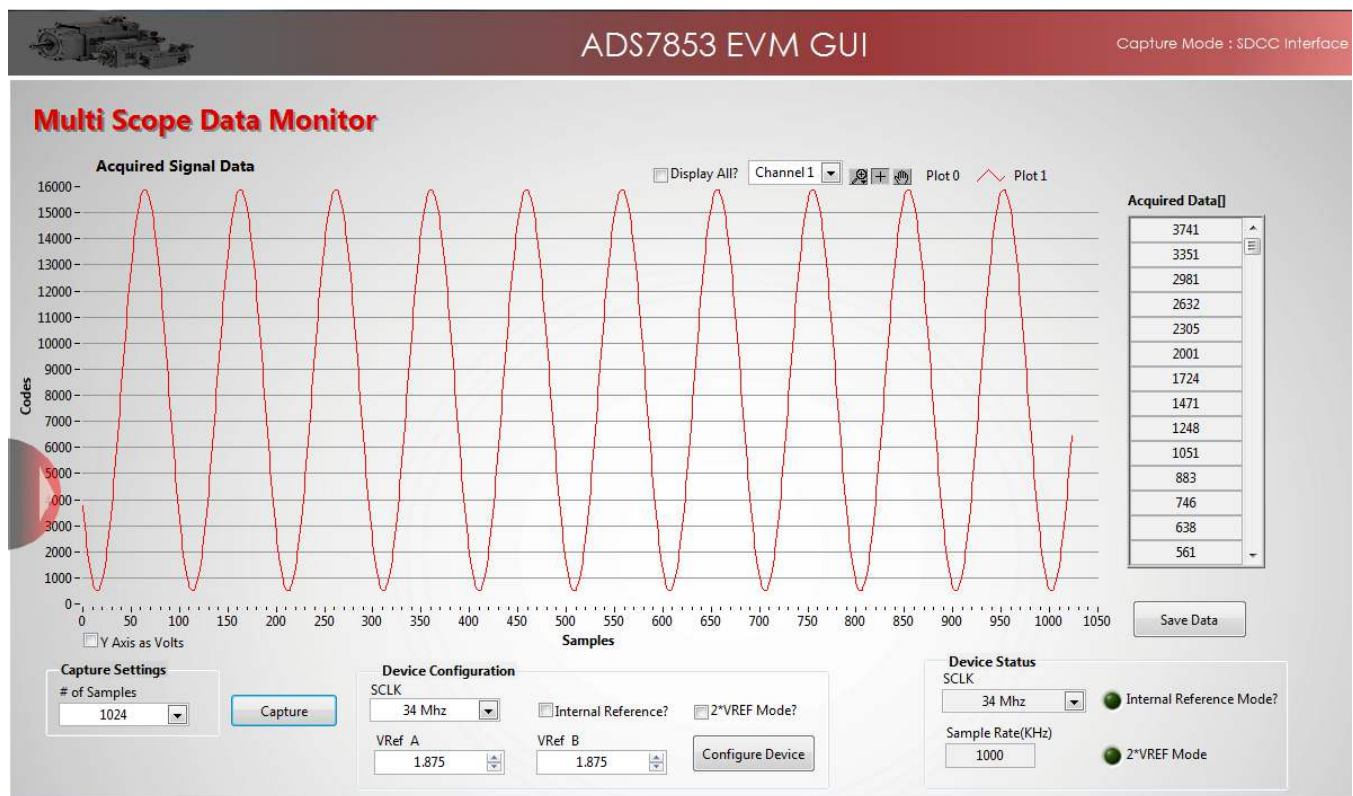 ADS7853 EVM GUI
Capture Mode : SDCC Interface
Multi Scope Data Monitor
Acquired Signal Data
Display All?
Channel 1
Plot 0
Plot 1
16000
15000
14000
13000
12000
11000
10000
9000
8000
7000
6000
5000
4000
3000
2000
1000
0
Codes
0 50 100 150 200 250 300 350 400 450 500 550 600 650 700 750 800 850 900 950 1000 1050
Samples
Y Axis as Volts
Acquired Data[]
3741
3351
2981
2632
2305
2001
1724
1471
1248
1051
883
746
638
561
Save Data
Capture Settings
# of Samples
1024
Capture
Device Configuration
SCLK
34 Mhz
Internal Reference?
2*VREF Mode?
VRef A
1.875
VRef B
1.875
Configure Device
Device Status
SCLK
34 Mhz
Internal Reference Mode?
Sample Rate(KHz)
1000
2*VREF Mode